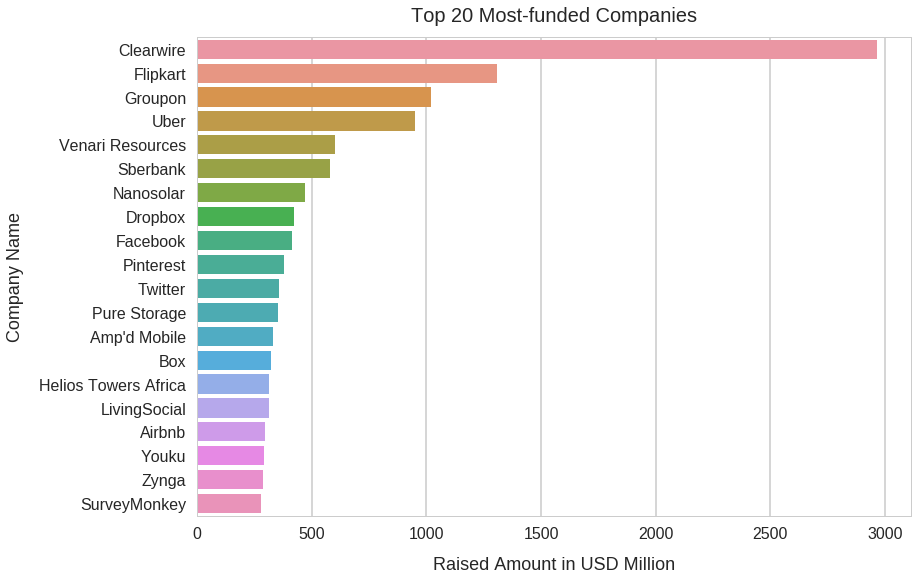 Top 20 Most-funded Companies
Company Name
Clearwire
Flipkart
Groupon
Uber
Venari Resources
Sberbank
Nanosolar
Dropbox
Facebook
Pinterest
Twitter
Pure Storage
Amp'd Mobile
Box
Helios Towers Africa
LivingSocial
Airbnb
Youku
Zynga
SurveyMonkey
0 500 1000 1500 2000 2500 3000
Raised Amount in USD Million